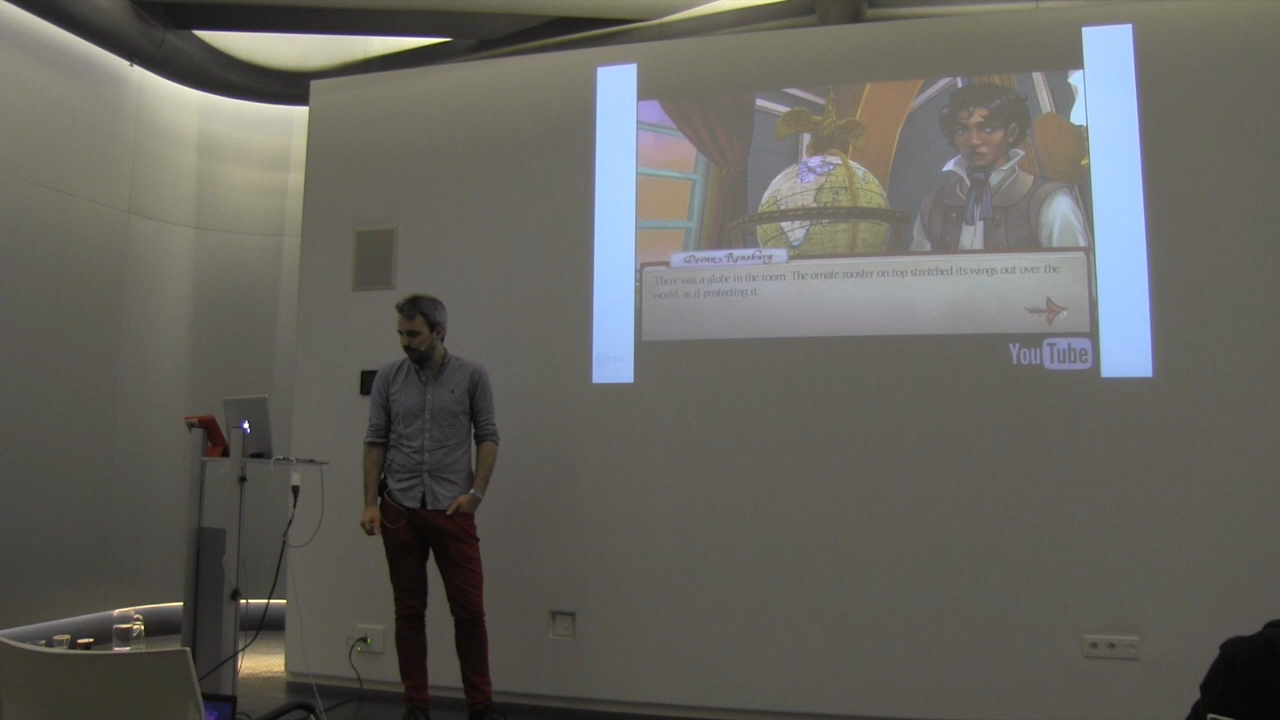 Devan Rensburg
There was a globe in the room. The ornate rooster on top stretched its wings out over the
world, as if protecting it.
YouTube